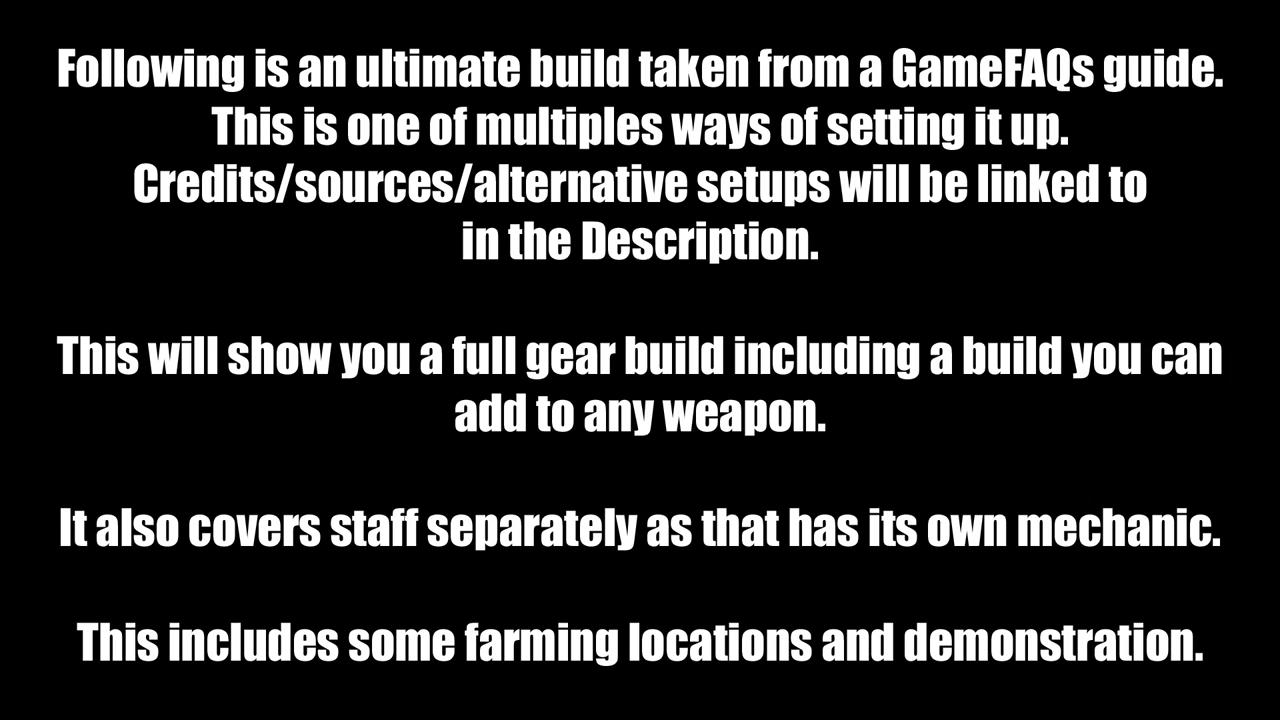 Following is an ultimate build taken from a GameFAQs guide.
This is one of multiples ways of setting it up.
Credits/sources/alternative setups will be linked to
in the Description.
This will show you a full gear build including a build you can
add to any weapon.
It also covers staff separately as that has its own mechanic.
This includes some farming locations and demonstration.